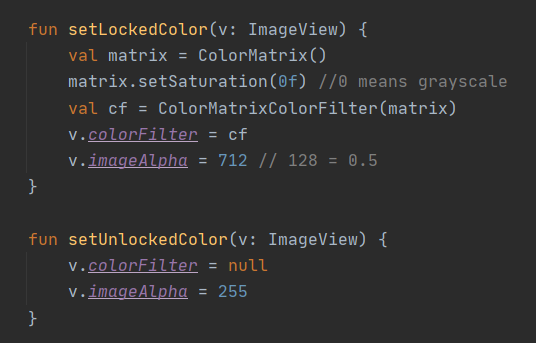 fun setLockedColor(v: ImageView) {
val matrix = ColorMatrix()
matrix.setSaturation(0f) //0 means grayscale
val cf = ColorMatrixColorFilter(matrix)
v.colorFilter = cf
v.imageAlpha = 712 // 128 = 0.5
}
fun setUnlockedColor(v: ImageView) {
v.colorFilter = null
v.imageAlpha = 255
}